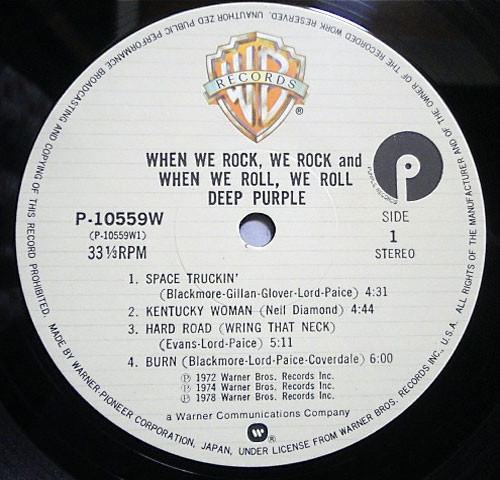 UNAUTHORIZED PUBLIC PERFORMANCE BROADCASTING AND COPYING OF THIS RECORD PROHIBITED.
ALL RIGHTS OF THE MANUFACTURER AND OF THE OWNER OF THE RECORDED WORK RESERVED.
WB
RECORDS
®
WHEN WE ROCK, WE ROCK and
WHEN WE ROLL, WE ROLL
DEEP PURPLE
P
PURPLE RECORDS
P-10559W
(P-10559W1)
33⅓RPM
SIDE
1
STEREO
1. SPACE TRUCKIN'
(Blackmore-Gillan-Glover-Lord-Paice) 4:31
2. KENTUCKY WOMAN (Neil Diamond) 4:44
3. HARD ROAD (WRING THAT NECK)
(Evans-Lord-Paice) 5:11
4. BURN (Blackmore-Lord-Paice-Coverdale) 6:00
℗ 1972 Warner Bros. Records Inc.
℗ 1974 Warner Bros. Records Inc.
℗ 1978 Warner Bros. Records Inc.
a Warner Communications Company
W®
MADE BY WARNER-PIONEER CORPORATION, JAPAN, UNDER LICENSE FROM WARNER BROS. RECORDS INC., U.S.A.